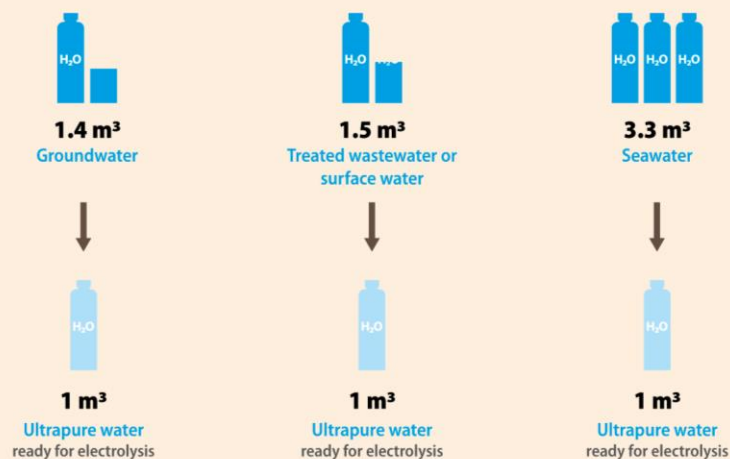 H₂O
H₂O H₂O
H₂O H₂O H₂O
1.4 m³
Groundwater
1.5 m³
Treated wastewater or
surface water
3.3 m³
Seawater
H₂O
H₂O
H₂O
1 m³
Ultrapure water
ready for electrolysis
1 m³
Ultrapure water
ready for electrolysis
1 m³
Ultrapure water
ready for electrolysis